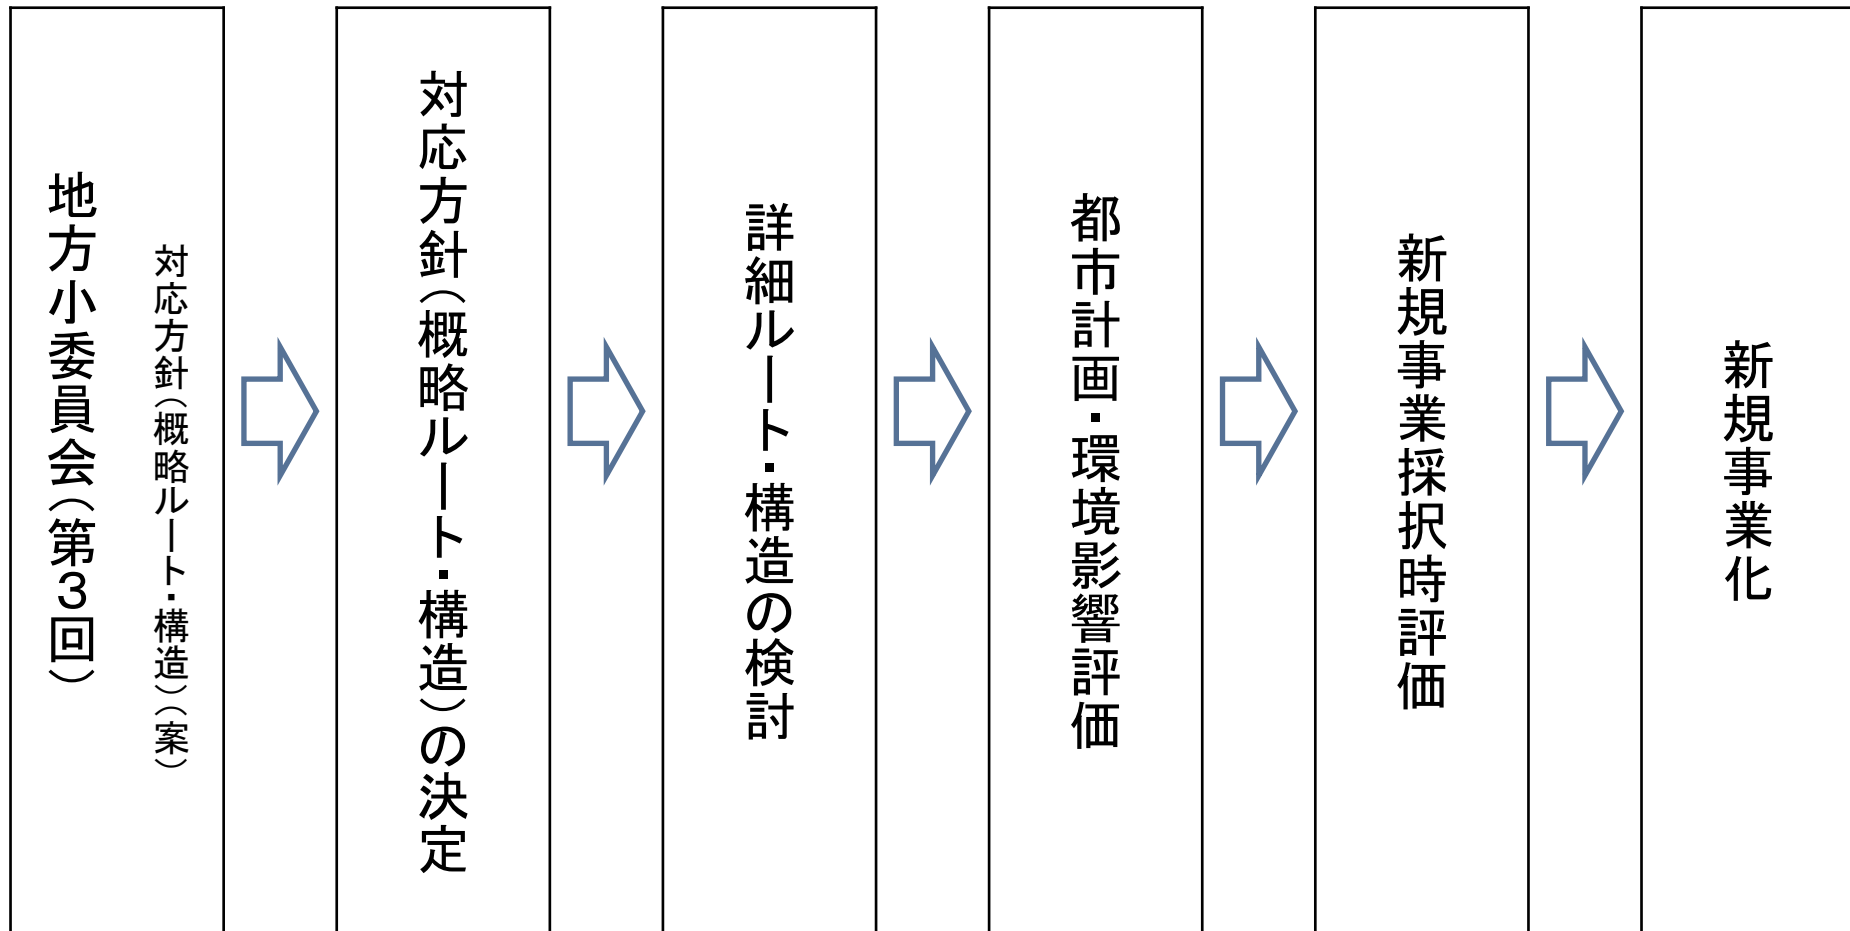 地方小委員会（第３回）
対応方針（概略ルート・構造）（案）
対応方針（概略ルート・構造）の決定
詳細ルート・構造の検討
都市計画・環境影響評価
新規事業採択時評価
新規事業化